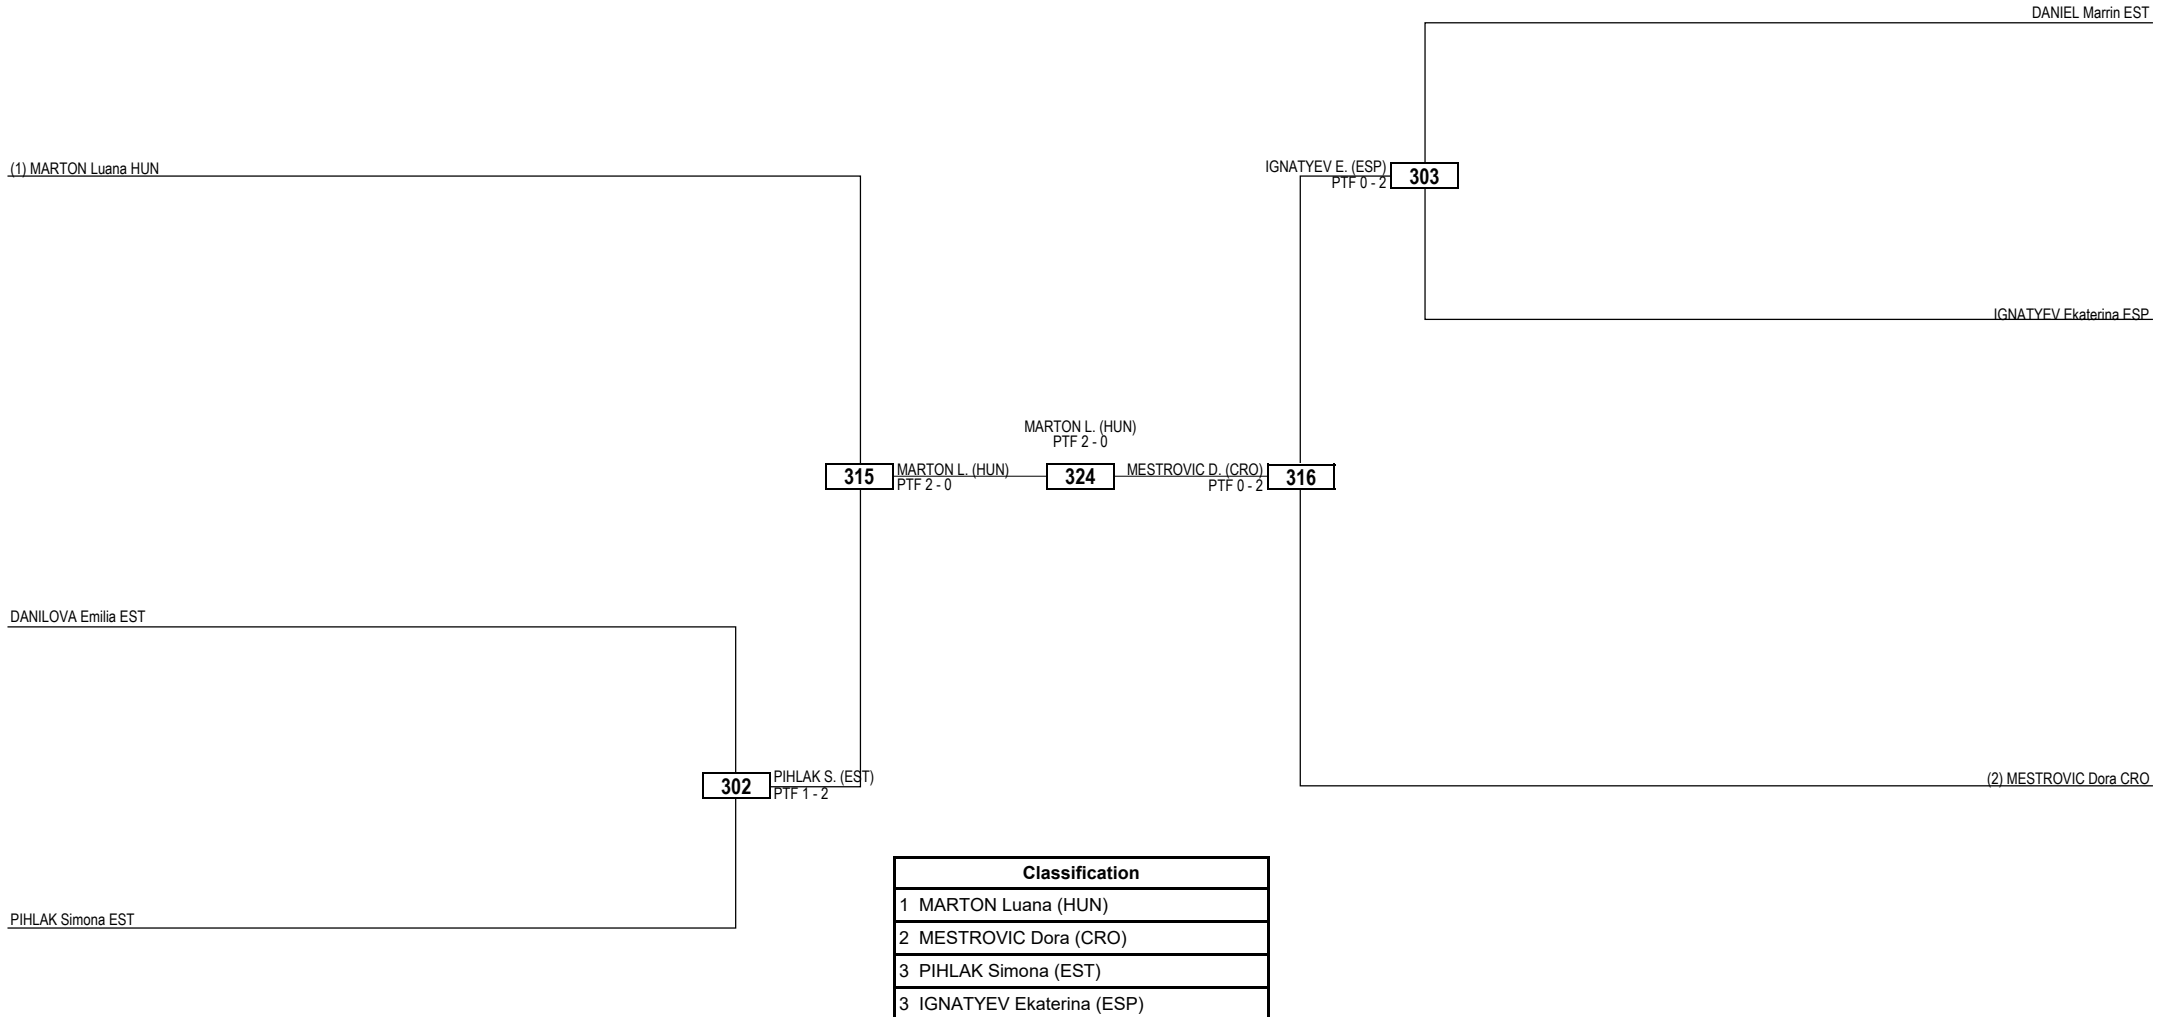 DANIEL Marrin EST
(1) MARTON Luana HUN
IGNATYEV E. (ESP)
PTF 0 - 2
303
IGNATYEV Ekaterina ESP
MARTON L. (HUN)
PTF 2 - 0
315
MARTON L. (HUN)
PTF 2 - 0
324
MESTROVIC D. (CRO)
PTF 0 - 2
316
DANILOVA Emilia EST
302
PIHLAK S. (EST)
PTF 1 - 2
(2) MESTROVIC Dora CRO
PIHLAK Simona EST
Classification
1 MARTON Luana (HUN)
2 MESTROVIC Dora (CRO)
3 PIHLAK Simona (EST)
3 IGNATYEV Ekaterina (ESP)